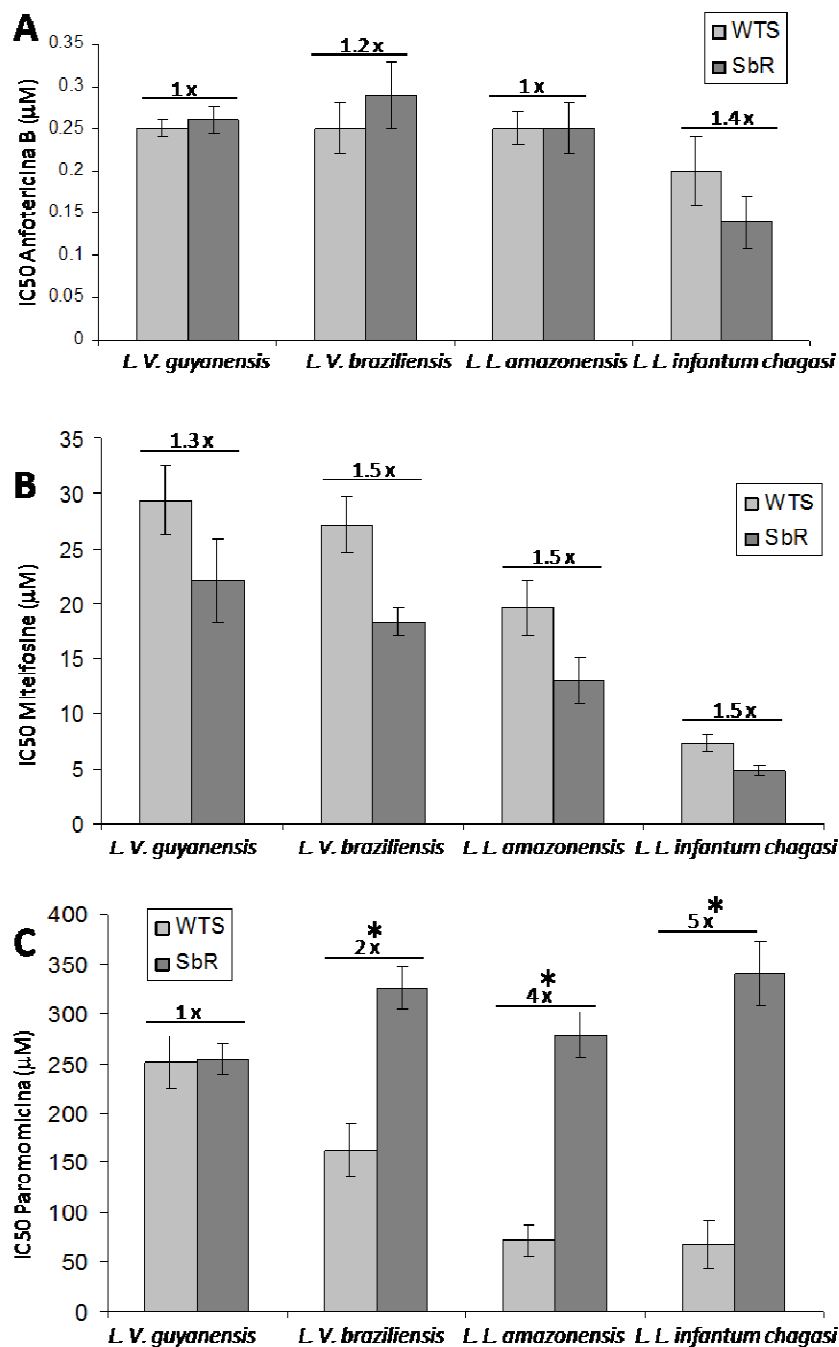 A
IC50 Anfotericina B (µM)
0.35
0.3
0.25
0.2
0.15
0.1
0.05
0
1 x
1.2 x
1 x
1.4 x
WTS
SbR
L. V. guyanensis L. V. braziliensis L. L. amazonensis L. L. infantum chagasi
B
IC50 Miteifosine (µM)
35
30
25
20
15
10
5
0
1.3 x
1.5 x
1.5 x
1.5 x
WTS
SbR
L. V. guyanensis L. V. braziliensis L. L. amazonensis L. L. infantum chagasi
C
IC50 Paromomicina (µM)
400
350
300
250
200
150
100
50
0
WTS
SbR
1 x
*
2 x
*
4 x
*
5 x
L. V. guyanensis L. V. braziliensis L. L. amazonensis L. L. infantum chagasi